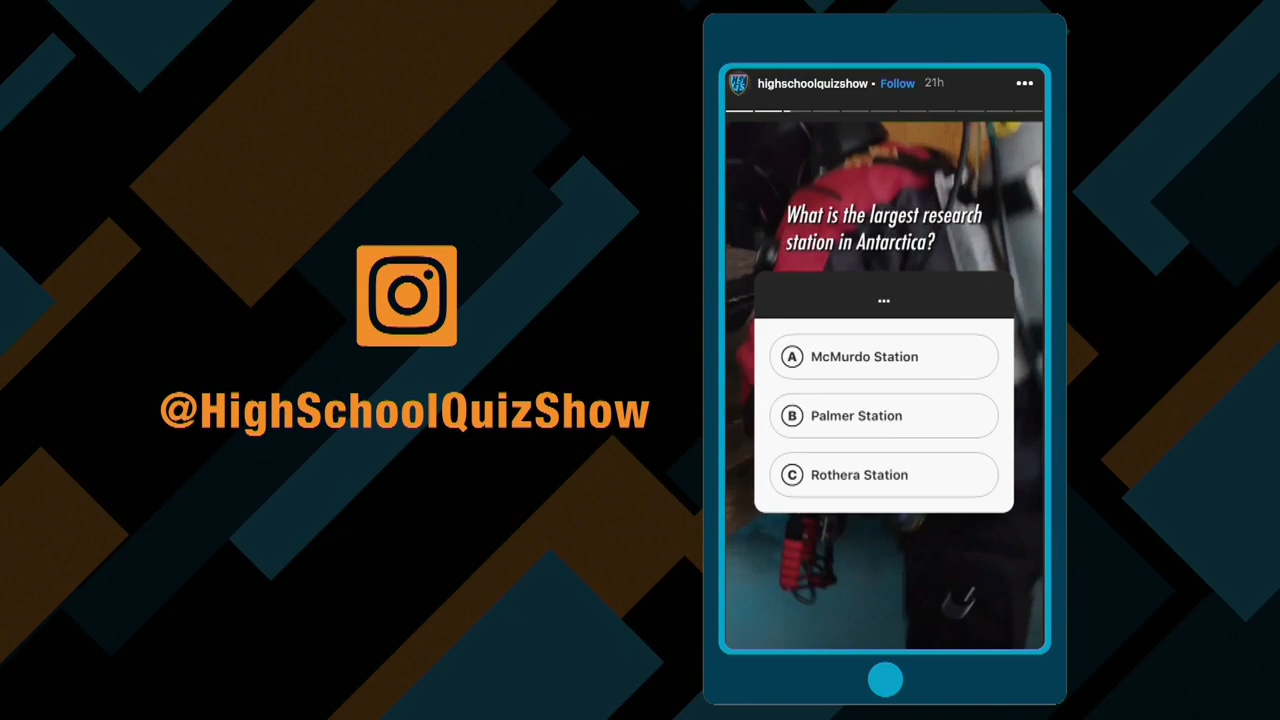 @HighSchoolQuizShow
highschoolquizshow • Follow 21h
What is the largest research
station in Antarctica?
...
A McMurdo Station
B Palmer Station
C Rothera Station